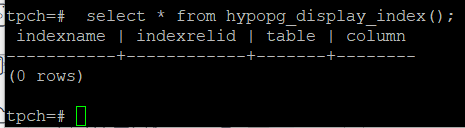 tpch=#  select * from hypopg_display_index();
 indexname | indexrelid | table | column
-----------+------------+-------+--------
(0 rows)
tpch=#